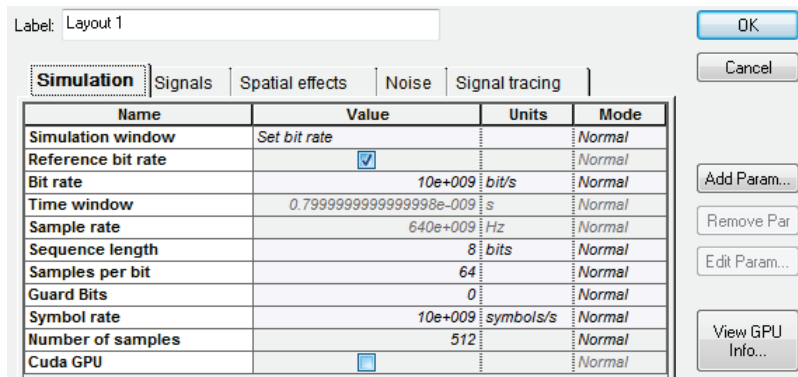 Label: Layout 1
OK
Cancel
Simulation Signals Spatial effects Noise Signal tracing
Name Value Units Mode
Simulation window Set bit rate Normal
Reference bit rate Normal
Bit rate 10e+009 bit/s Normal
Add Param...
Time window 0.7999999999999998e-009 s Normal
Sample rate 640e+009 Hz Normal
Remove Par
Sequence length 8 bits Normal
Samples per bit 64 Normal
Edit Param...
Guard Bits 0 Normal
Symbol rate 10e+009 symbols/s Normal
Number of samples 512 Normal
Cuda GPU Normal
View GPU
Info...